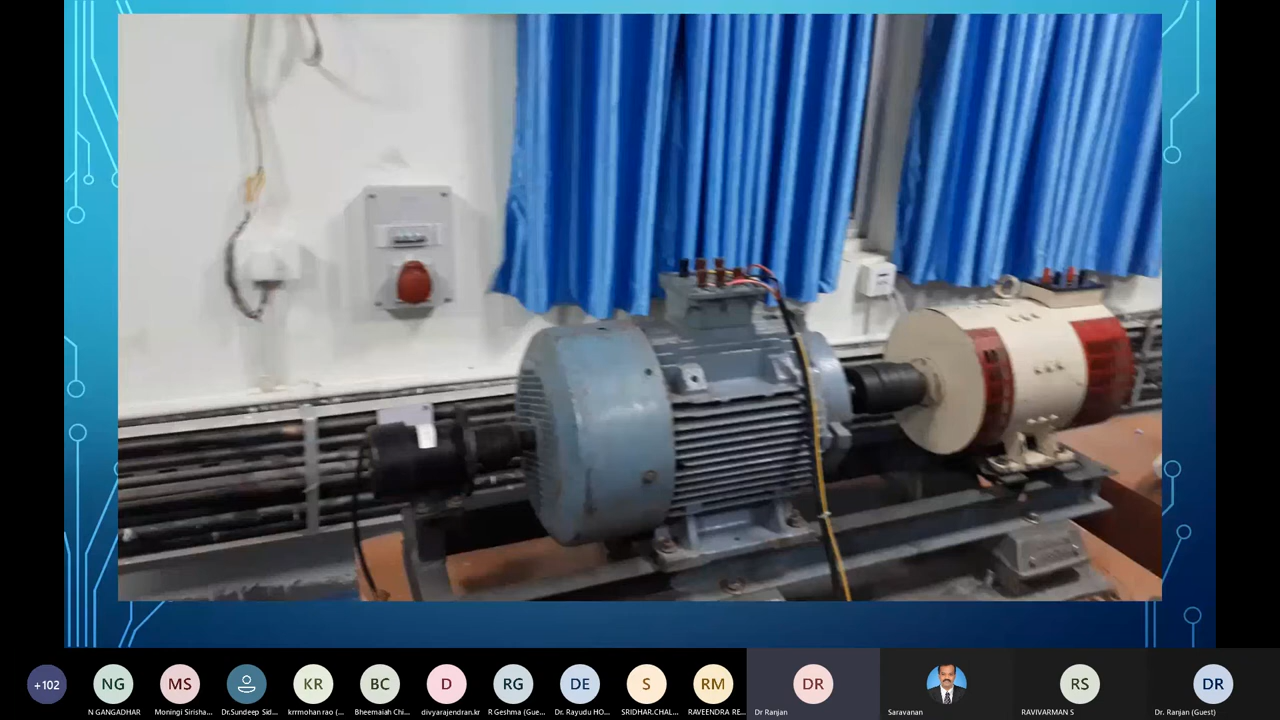 +102
NG
MS
KR
BC
D
RG
DE
S
RM
DR
RS
DR
N GANGADHAR
Moningi Sirisha...
Dr.Sundeep Sid...
krrmohan rao (...
Bheemaiah Chi...
divyarajendran.kr
R Geshma (Gue...
Dr. Rayudu HO...
SRIDHAR.CHAL...
RAVEENDRA RE...
Dr Ranjan
Saravanan
RAVIVARMAN S
Dr. Ranjan (Guest)